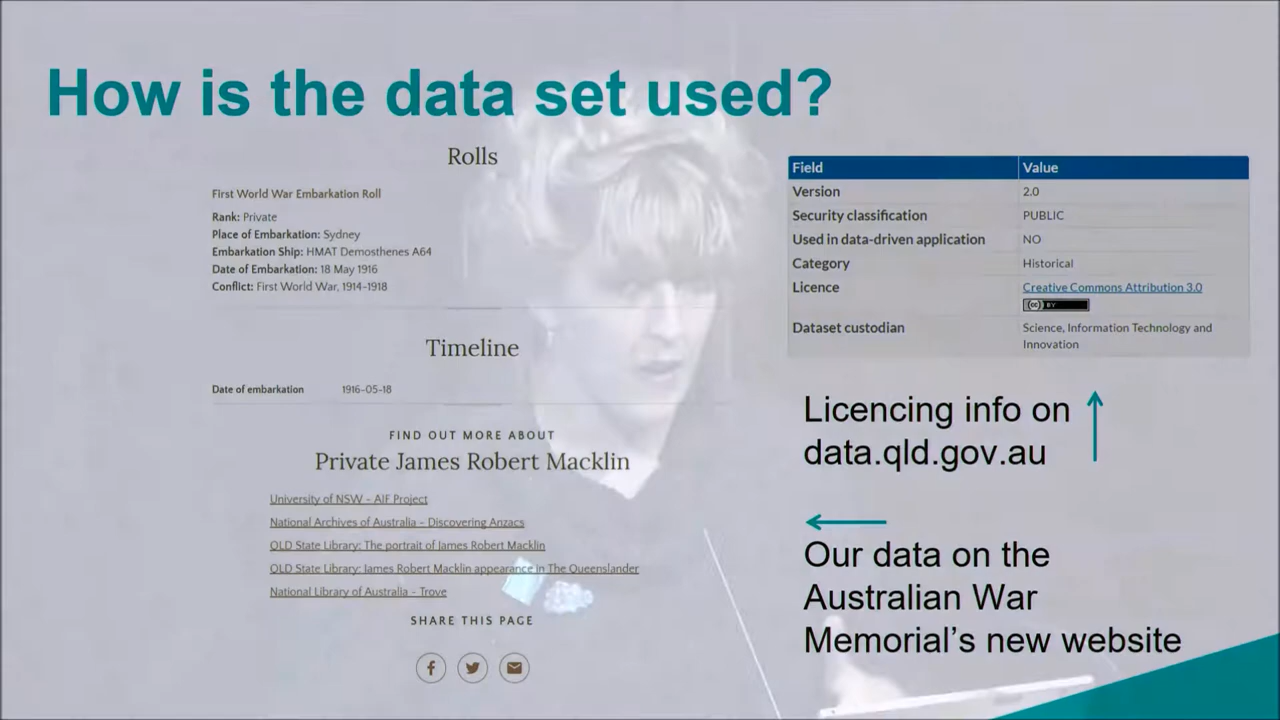 How is the data set used?
Rolls
First World War Embarkation Roll
Rank: Private
Place of Embarkation: Sydney
Embarkation Ship: HMAT Demosthenes A64
Date of Embarkation: 18 May 1916
Conflict: First World War, 1914-1918
Timeline
Date of embarkation 1916-05-18
FIND OUT MORE ABOUT
Private James Robert Macklin
University of NSW - AIF Project
National Archives of Australia - Discovering Anzacs
QLD State Library: The portrait of James Robert Macklin
QLD State Library: James Robert Macklin appearance in The Queenslander
National Library of Australia - Trove
SHARE THIS PAGE
Field Value
Version 2.0
Security classification PUBLIC
Used in data-driven application NO
Category Historical
Licence Creative Commons Attribution 3.0
cc BY
Dataset custodian Science, Information Technology and
Innovation
Licencing info on
data.qld.gov.au
Our data on the
Australian War
Memorial’s new website